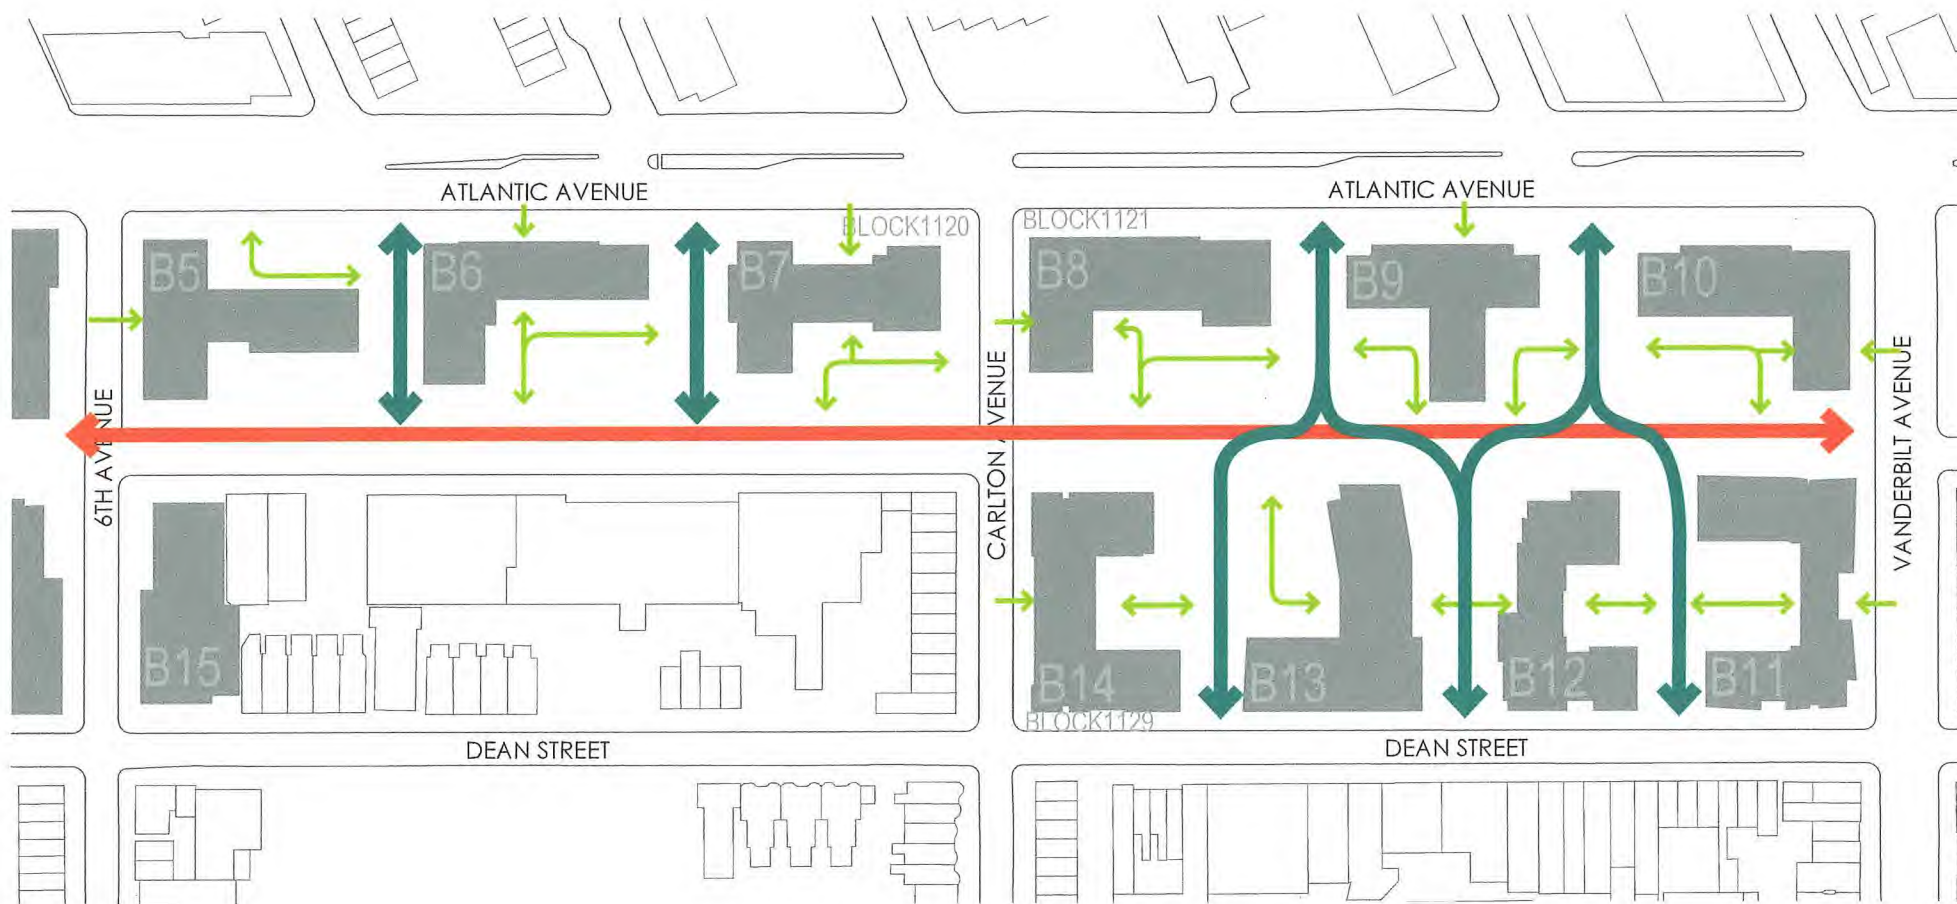 ATLANTIC AVENUE
ATLANTIC AVENUE
BLOCK1120
BLOCK1121
B5
B6
B7
B8
B9
B10
6TH AVENUE
CARLTON AVENUE
VANDERBILT AVENUE
B15
B14
B13
B12
B11
BLOCK1129
DEAN STREET
DEAN STREET